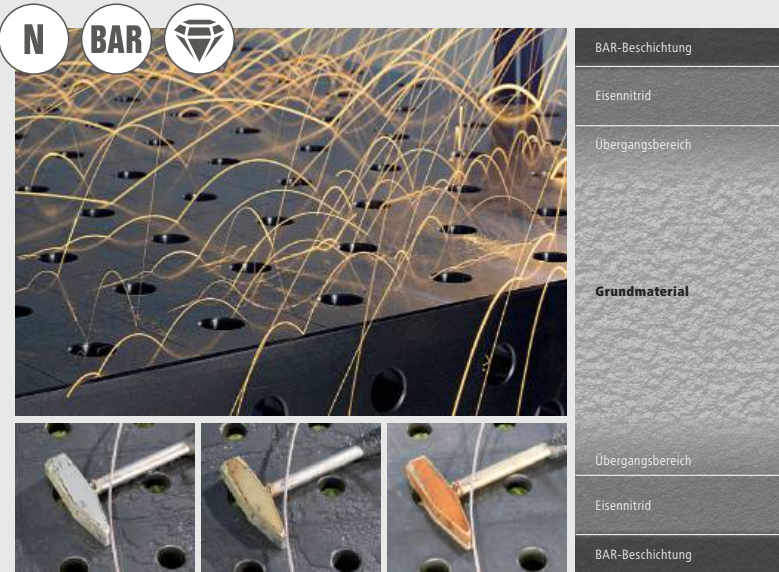 N
BAR
BAR-Beschichtung
Eisennitrid
Übergangsbereich
Grundmaterial
Übergangsbereich
Eisennitrid
BAR-Beschichtung